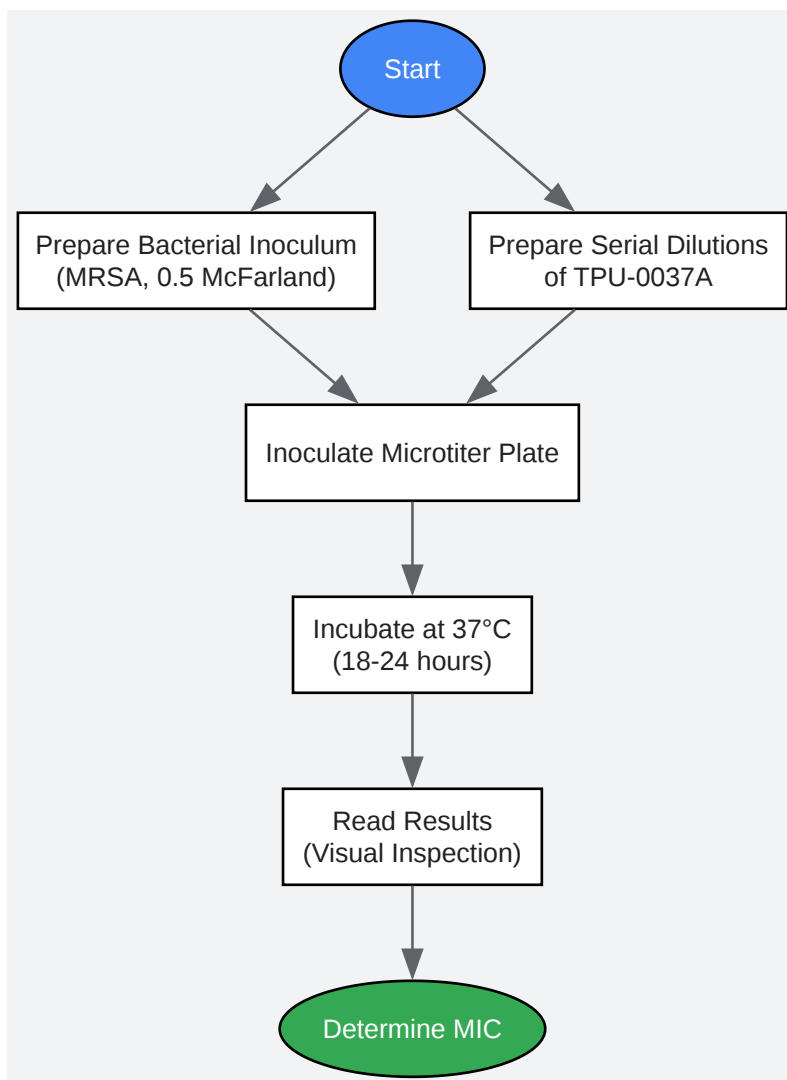 Start
Prepare Bacterial Inoculum
(MRSA, 0.5 McFarland)
Prepare Serial Dilutions
of TPU-0037A
Inoculate Microtiter Plate
Incubate at 37°C
(18-24 hours)
Read Results
(Visual Inspection)
Determine MIC